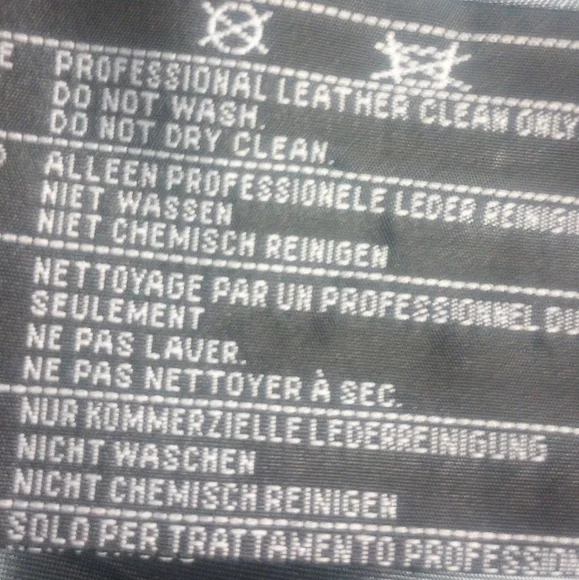 PROFESSIONAL LEATHER CLEAN ONLY
DO NOT WASH.
DO NOT DRY CLEAN.
ALLEEN PROFESSIONELE LEDER
NIET WASSEN
NIET CHEMISCH REINIGEN
NETTOYAGE PAR UN PROFESSIONNEL DU
SEULEMENT
NE PAS LAVER.
NE PAS NETTOYER À SEC.
NUR KOMMERZIELLE LEDERREINIGUNG
NICHT WASCHEN
NICHT CHEMISCH REINIGEN
SOLO PER TRATTAMENTO